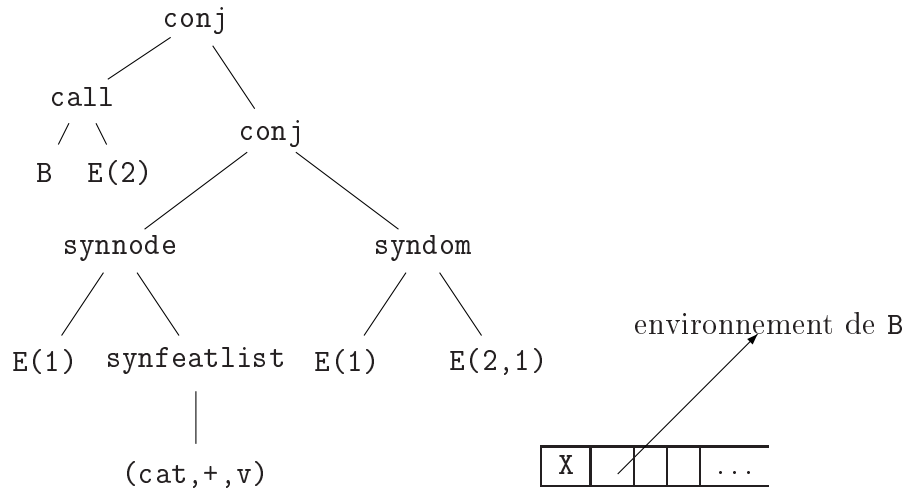 conj
call
conj
B E(2)
synnode syndom
environnement de B
E(1) synfeatlist E(1) E(2,1)
X ...
(cat,+,v)